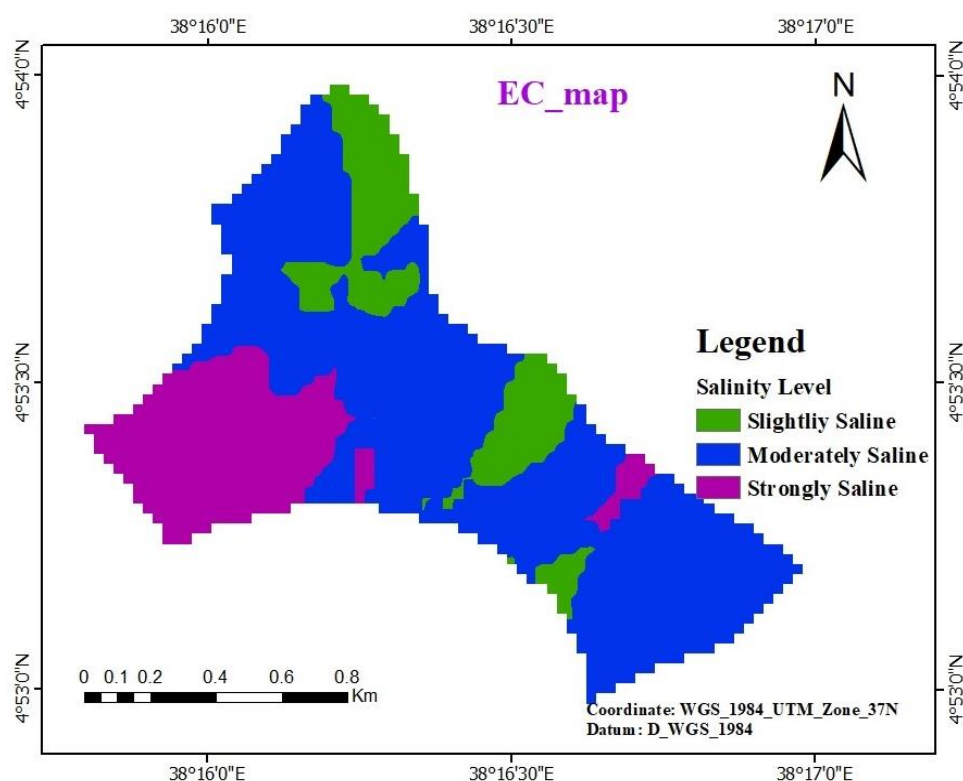 38°16'0"E 38°16'30"E 38°17'0"E
4°54'0"N 4°54'0"N
EC_map
N
Legend
4°53'30"N 4°53'30"N
Salinity Level
Slightliy Saline
Moderately Saline
Strongly Saline
0 0.1 0.2 0.4 0.6 0.8
Km
4°53'0"N 4°53'0"N
Coordinate: WGS_1984_UTM_Zone_37N
Datum : D_WGS_1984
38°16'0"E 38°16'30"E 38°17'0"E